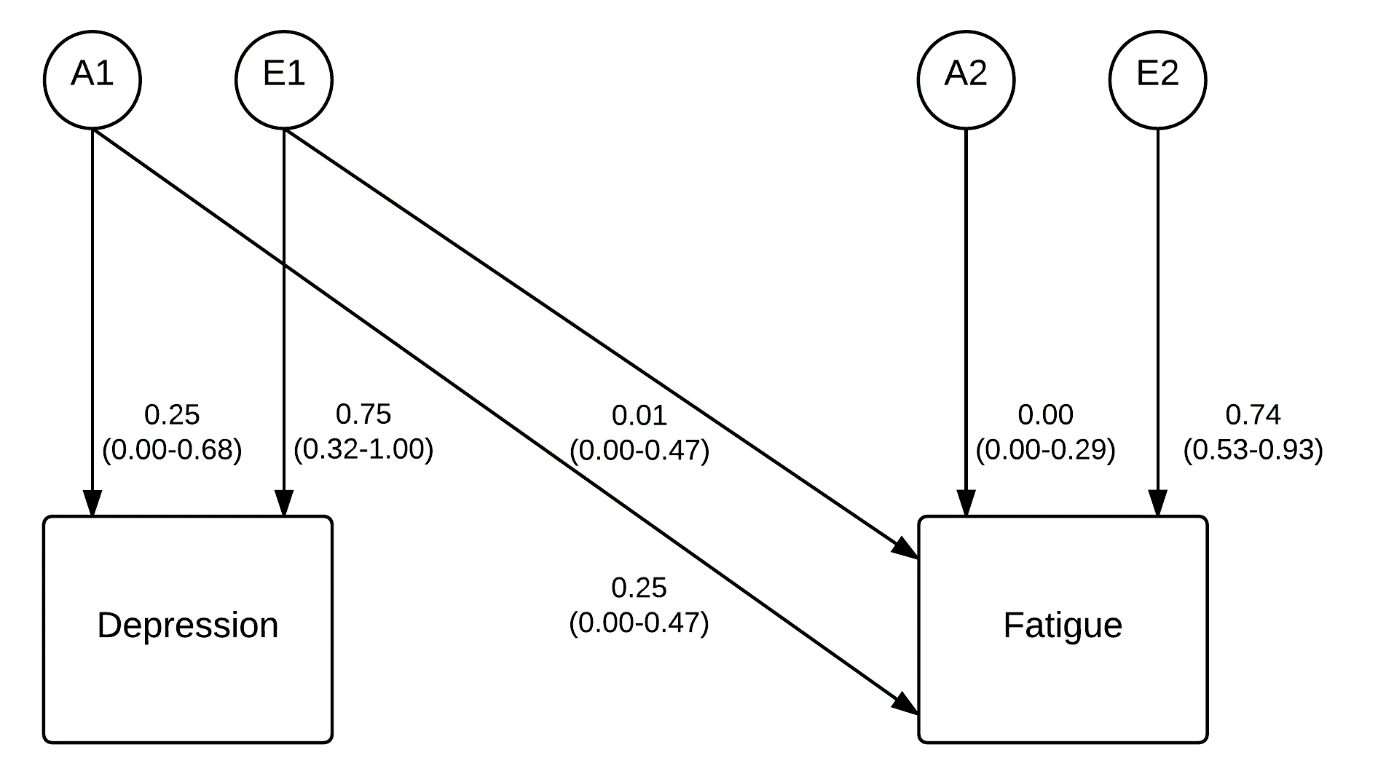 A1
E1
A2
E2
0.25
(0.00-0.68)
0.75
(0.32-1.00)
0.01
(0.00-0.47)
0.00
(0.00-0.29)
0.74
(0.53-0.93)
0.25
(0.00-0.47)
Depression
Fatigue